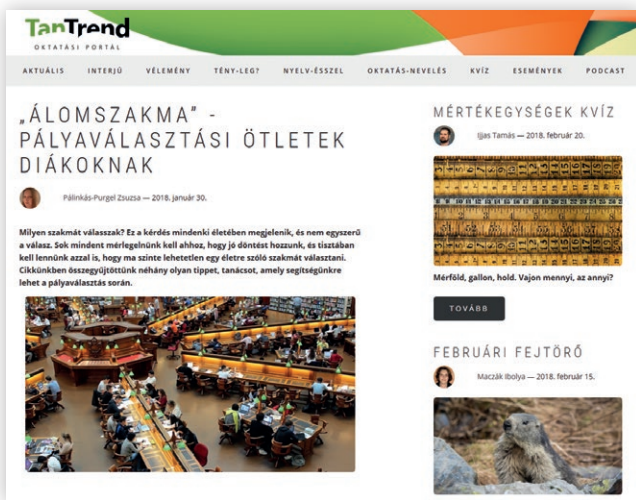 TanTrend
OKTATÁSI PORTÁL
AKTUÁLIS INTERJÚ VÉLEMÉNY TÉNY-LEG? NYELV-ÉSSZEL OKTATÁS-NEVELÉS KVÍZ ESEMÉNYEK PODCAST
„ÁLOMSZAKMA” -
PÁLYAVÁLASZTÁSI ÖTLETEK
DIÁKOKNAK
Pálinkás-Purgel Zsuzsa — 2018. január 30.
Milyen szakmát válasszak? Ez a kérdés mindenki életében megjelenik, és nem egyszerű
a válasz. Sok mindent mérlegelnünk kell ahhoz, hogy jó döntést hozzunk, és tisztában
kell lennünk azzal is, hogy ma szinte lehetetlen egy életre szóló szakmát választani.
Cikkünkben összegyűjtöttünk néhány olyan tippet, tanácsot, amely segítségünkre
lehet a pályaválasztás során.
MÉRTÉKEGYSÉGEK KVÍZ
Ijjas Tamás — 2018. február 20.
Mérföld, gallon, hold. Vajon mennyi, az annyi?
TOVÁBB
FEBRUÁRI FEJTÖRŐ
Maczák Ibolya — 2018. február 15.